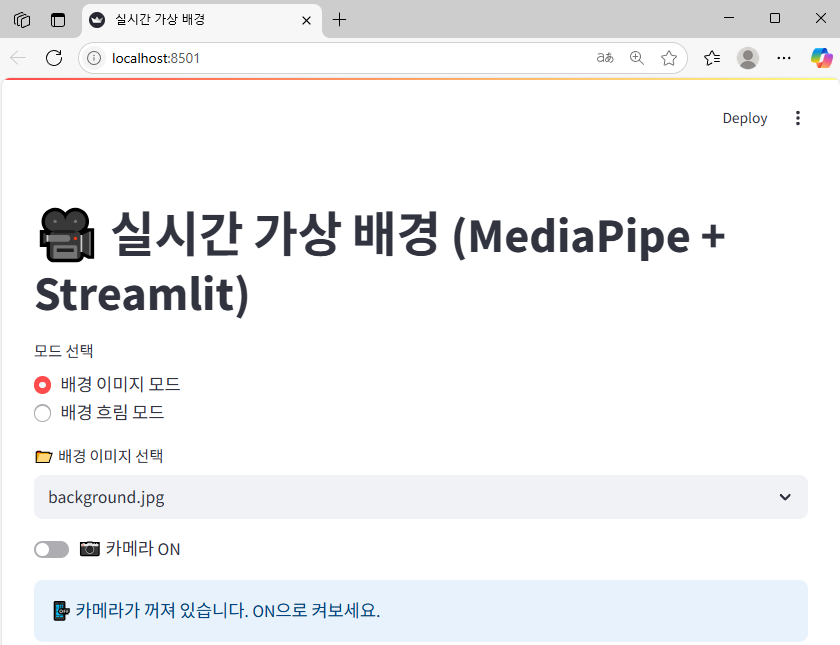 실시간 가상 배경
localhost:8501
aあ
Deploy
실시간 가상 배경 (MediaPipe +
Streamlit)
모드 선택
배경 이미지 모드
배경 흐림 모드
배경 이미지 선택
background.jpg
카메라 ON
카메라가 꺼져 있습니다. ON으로 켜보세요.